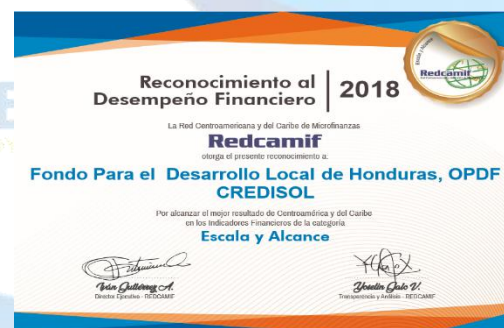 Reconocimiento al
Desempeño Financiero
2018
Redcamif
La Red Centroamericana y del Caribe de Microfinanzas
Redcamif
otorga el presente reconocimiento a:
Fondo Para el Desarrollo Local de Honduras, OPDF
CREDISOL
Por alcanzar el mejor resultado de Centroamérica y del Caribe
en los Indicadores Financieros de la categoría
Escala y Alcance
Iván Gutiérrez A.
Director Ejecutivo - REDCAMIF
Yoselin Galo V.
Transparencia y Análisis - REDCAMIF